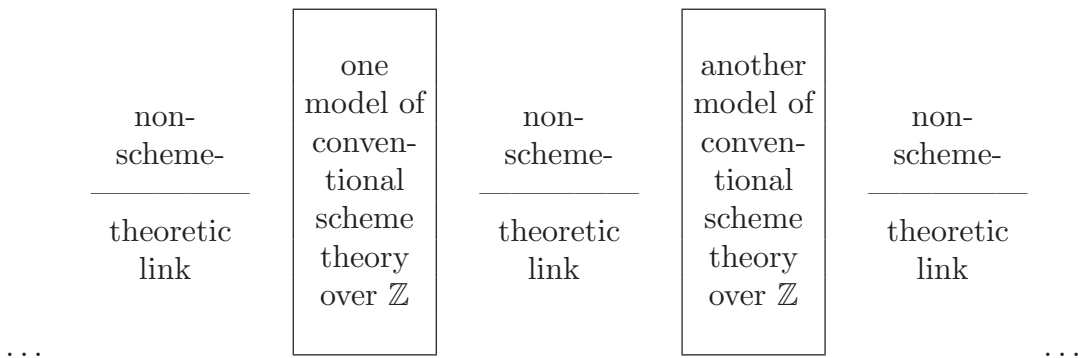 non-
scheme-
theoretic
link
one
model of
conven-
tional
scheme
theory
over ℤ
non-
scheme-
theoretic
link
another
model of
conven-
tional
scheme
theory
over ℤ
non-
scheme-
theoretic
link
... ...